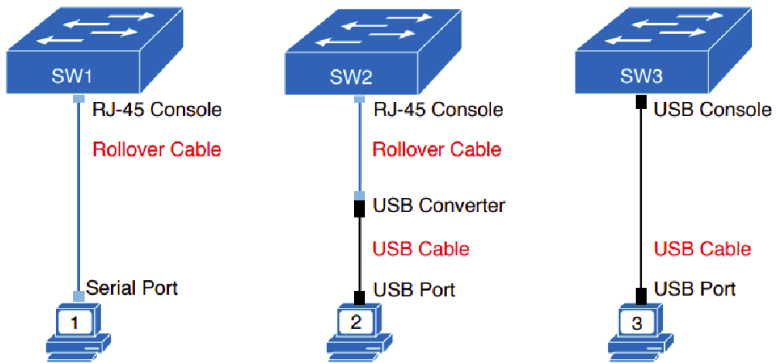 SW1
RJ-45 Console
Rollover Cable
Serial Port
1
SW2
RJ-45 Console
Rollover Cable
USB Converter
USB Cable
USB Port
2
SW3
USB Console
USB Cable
USB Port
3